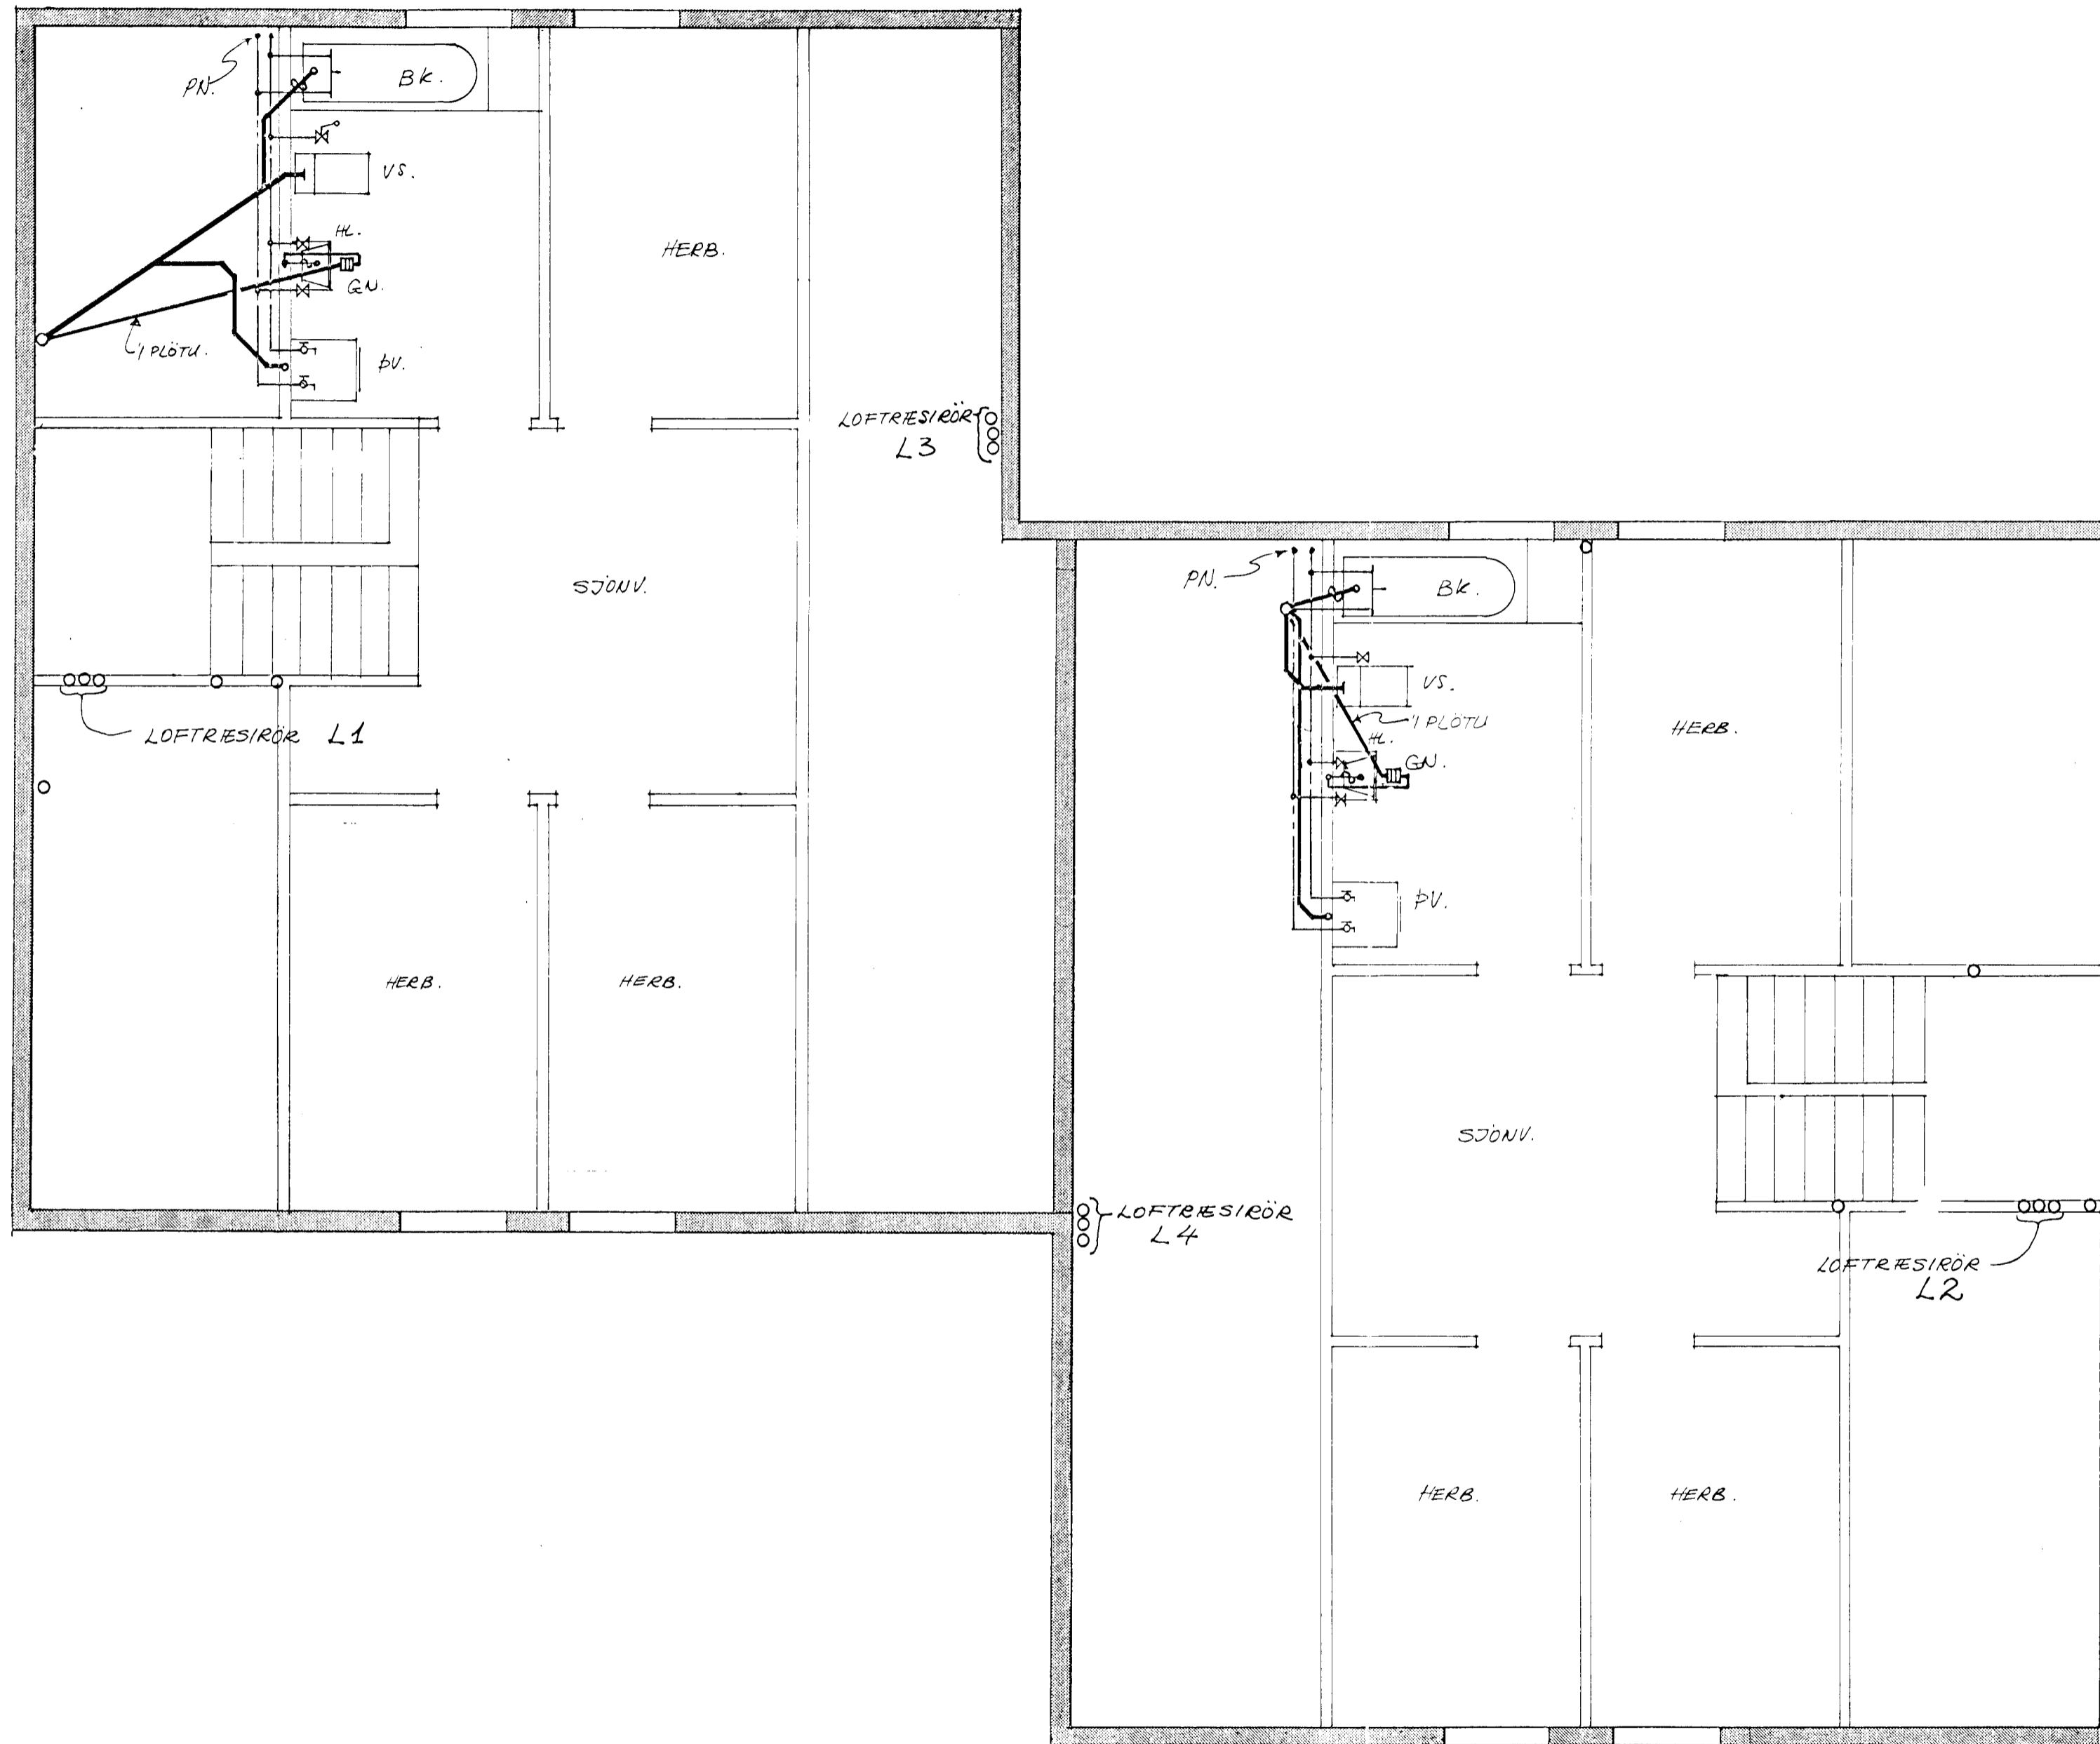 PN.
BK.
VS.
HL.
HERB.
GN.
Í PLÖTU.
ÞV.
LOFTRÆSIRÖR
L3
SJÓNV.
PN.
BK.
VS.
LOFTRÆSIRÖR L1
Í PLÖTU
HERB.
HL.
GN.
ÞV.
HERB.
HERB.
SJÓNV.
LOFTRÆSIRÖR
L4
LOFTRÆSIRÖR
L2
HERB.
HERB.